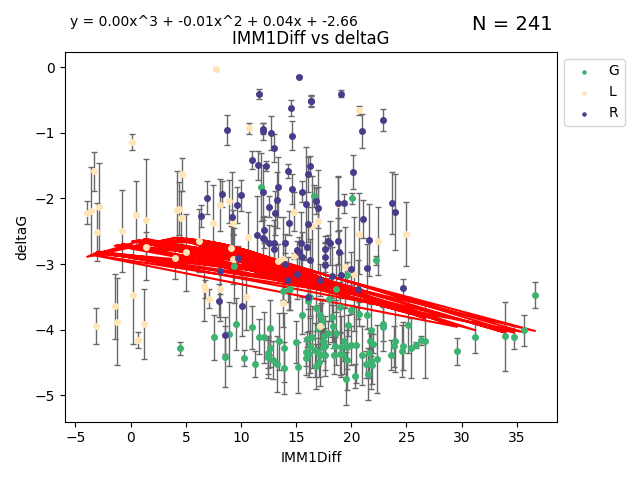 y = 0.00x^3 + -0.01x^2 + 0.04x + -2.66
N = 241
IMM1Diff vs deltaG
G
L
R
deltaG
0
−1
−2
−3
−4
−5
−5 0 5 10 15 20 25 30 35
IMM1Diff